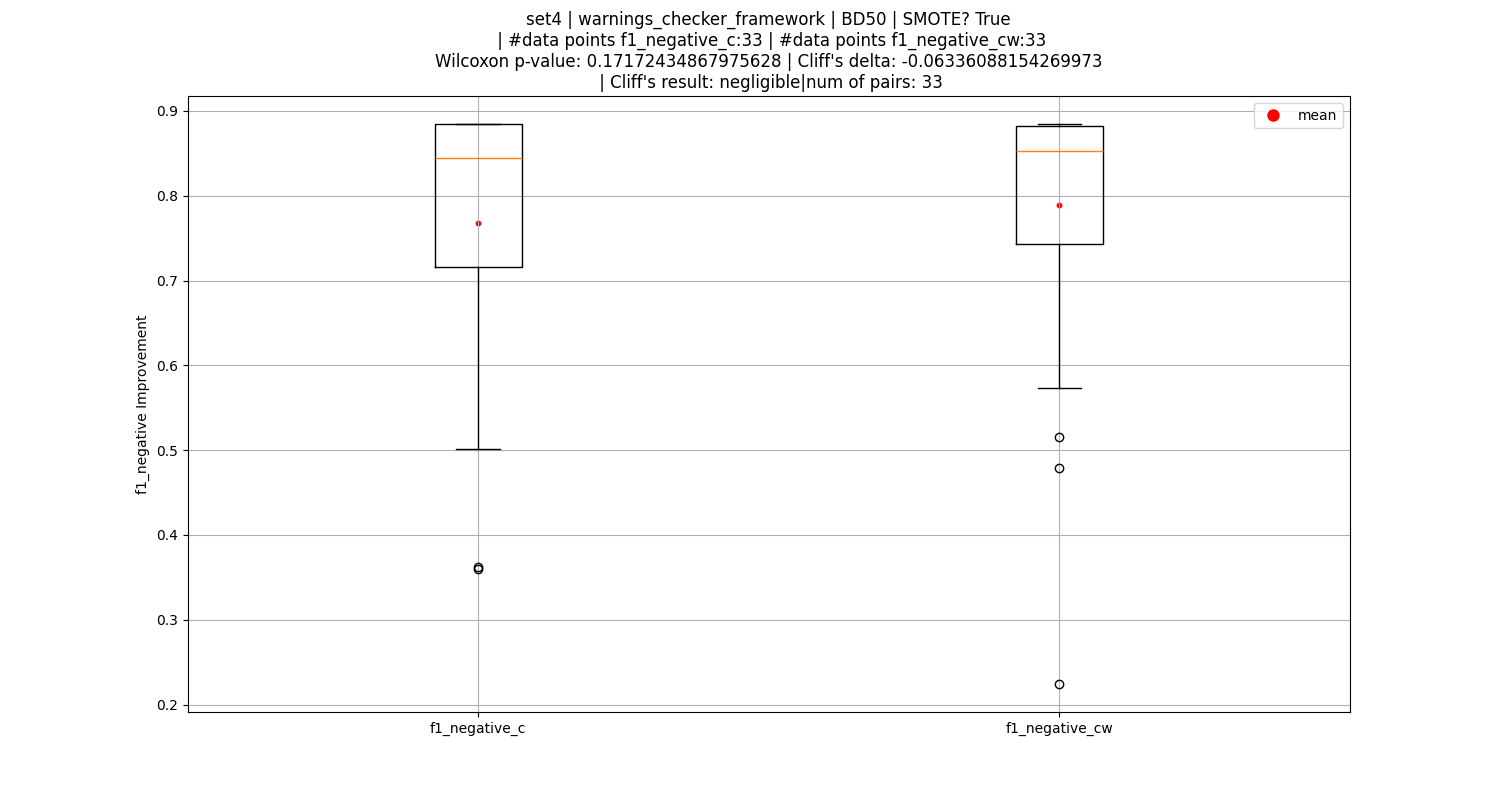 set4 | warnings_checker_framework | BD50 | SMOTE? True
| #data points f1_negative_c:33 | #data points f1_negative_cw:33
Wilcoxon p-value: 0.17172434867975628 | Cliff's delta: -0.06336088154269973
| Cliff's result: negligible|num of pairs: 33
mean
0.9
0.8
0.7
0.6
0.5
0.4
0.3
0.2
f1_negative Improvement
f1_negative_c
f1_negative_cw